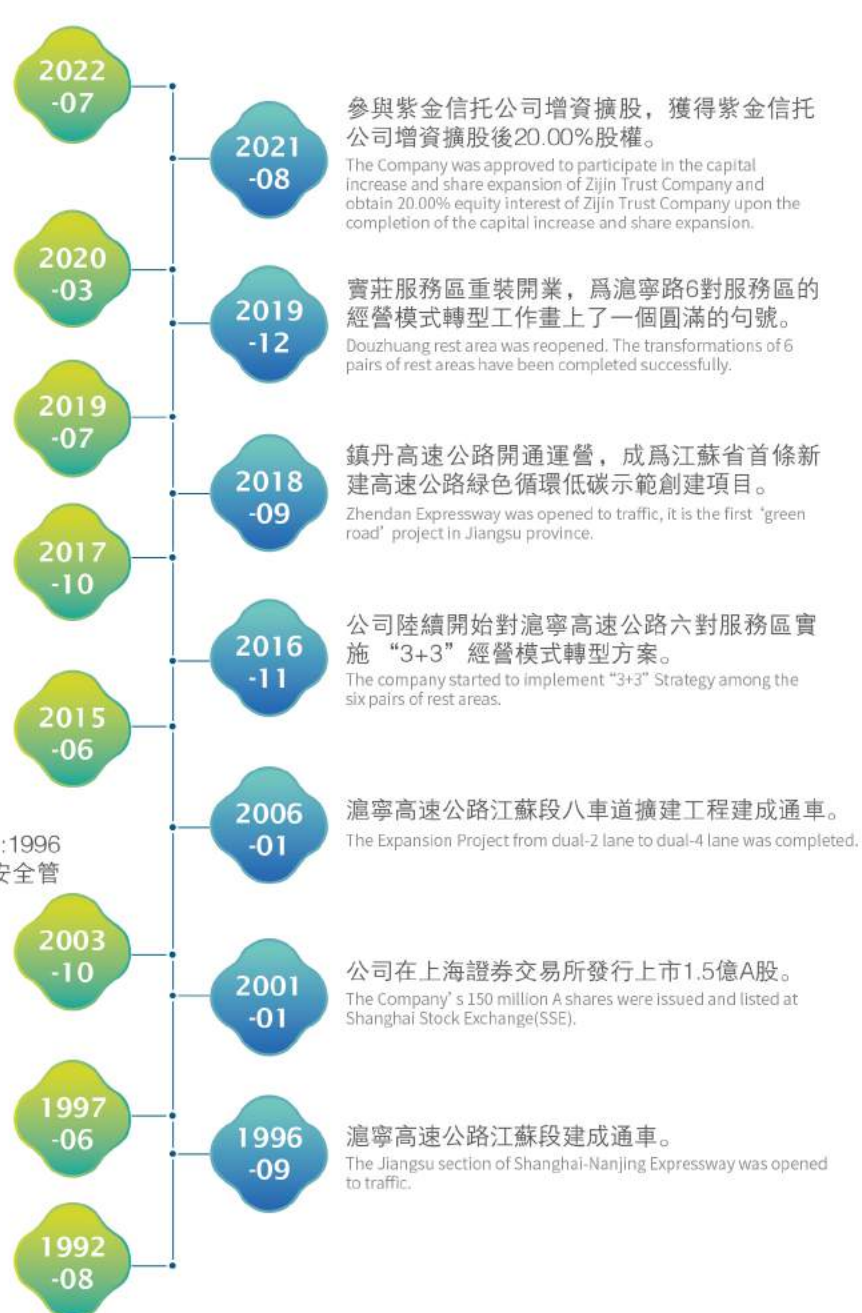 2022
-07
2021
-08
參與紫金信托公司增資擴股，獲得紫金信托
公司增資擴股後20.00%股權。
The Company was approved to participate in the capital
increase and share expansion of Zijin Trust Company and
obtain 20.00% equity interest of Zijin Trust Company upon the
completion of the capital increase and share expansion.
2020
-03
2019
-12
竇莊服務區重裝開業，爲滬寧路6對服務區的
經營模式轉型工作畫上了一個圓滿的句號。
Douzhuang rest area was reopened. The transformations of 6
pairs of rest areas have been completed successfully.
2019
-07
2018
-09
鎮丹高速公路開通運營，成爲江蘇省首條新
建高速公路緑色循環低碳示範創建項目。
Zhendan Expressway was opened to traffic, it is the first ‘green
road’ project in Jiangsu province.
2017
-10
2016
-11
公司陸續開始對滬寧高速公路六對服務區實
施 “3+3”經營模式轉型方案。
The company started to implement “3+3” Strategy among the
six pairs of rest areas.
2015
-06
2006
-01
滬寧高速公路江蘇段八車道擴建工程建成通車。
The Expansion Project from dual-2 lane to dual-4 lane was completed.
:1996
安全管
2003
-10
2001
-01
公司在上海證券交易所發行上市1.5億A股。
The Company’s 150 million A shares were issued and listed at
Shanghai Stock Exchange(SSE).
1997
-06
1996
-09
滬寧高速公路江蘇段建成通車。
The Jiangsu section of Shanghai-Nanjing Expressway was opened
to traffic.
1992
-08